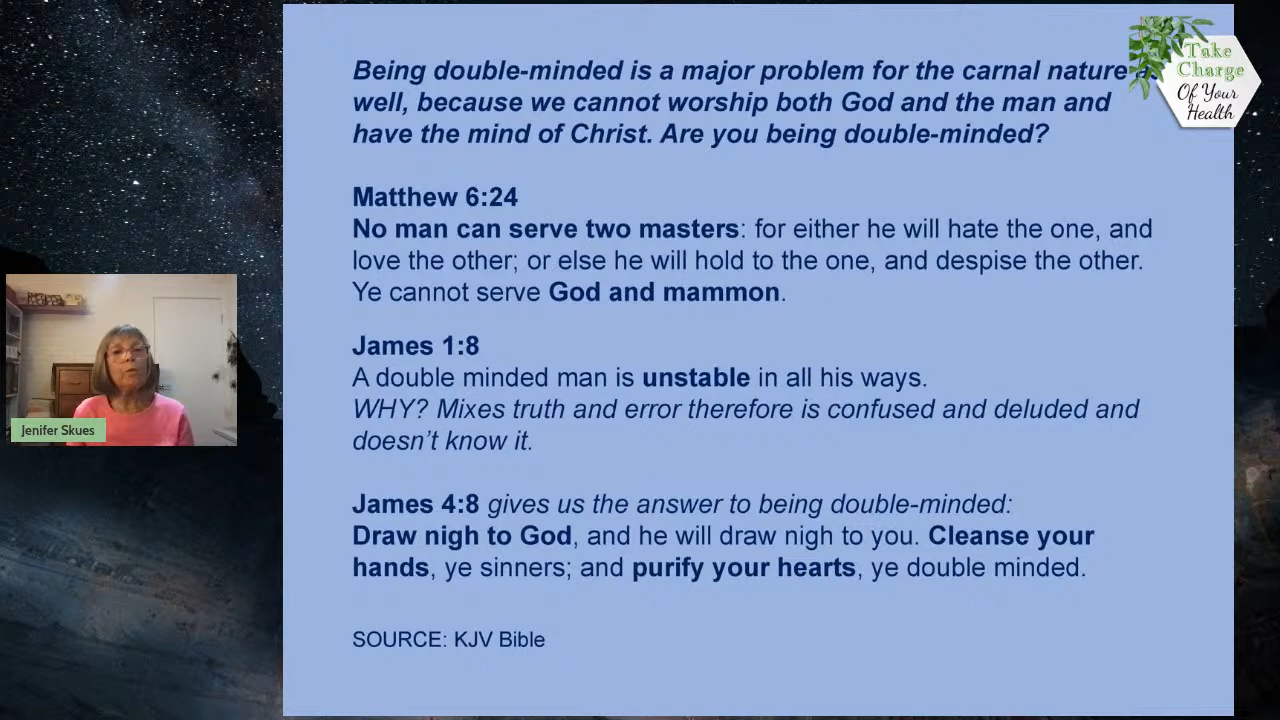 Being double-minded is a major problem for the carnal nature
well, because we cannot worship both God and the man and
have the mind of Christ. Are you being double-minded?
Matthew 6:24
No man can serve two masters: for either he will hate the one, and
love the other; or else he will hold to the one, and despise the other.
Ye cannot serve God and mammon.
James 1:8
A double minded man is unstable in all his ways.
WHY? Mixes truth and error therefore is confused and deluded and
doesn't know it.
James 4:8 gives us the answer to being double-minded:
Draw nigh to God, and he will draw nigh to you. Cleanse your
hands, ye sinners; and purify your hearts, ye double minded.
SOURCE: KJV Bible
Take
Charge
Of Your
Health
Jenifer Skues